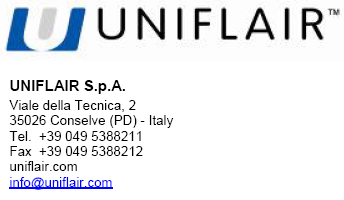 UNIFLAIR™
UNIFLAIR S.p.A.
Viale della Tecnica, 2
35026 Conselve (PD) - Italy
Tel. +39 049 5388211
Fax +39 049 5388212
uniflair.com
info@uniflair.com